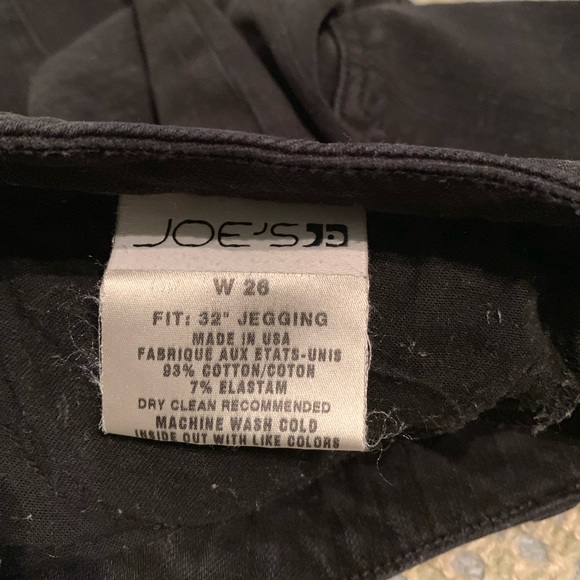 JOE'S
W 26
FIT: 32" JEGGING
MADE IN USA
FABRIQUE AUX ETATS-UNIS
93% COTTON/COTON
7% ELASTAM
DRY CLEAN RECOMMENDED
MACHINE WASH COLD
INSIDE OUT WITH LIKE COLORS